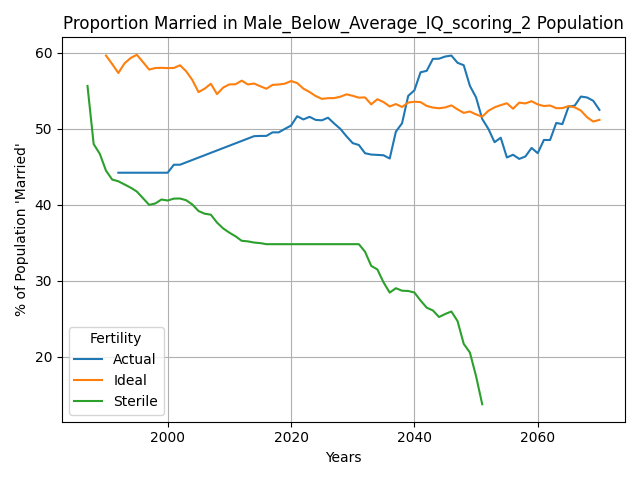 Proportion Married in Male_Below_Average_IQ_scoring_2 Population
% of Population 'Married'
60
50
40
30
20
Fertility
Actual
Ideal
Sterile
2000 2020 2040 2060
Years